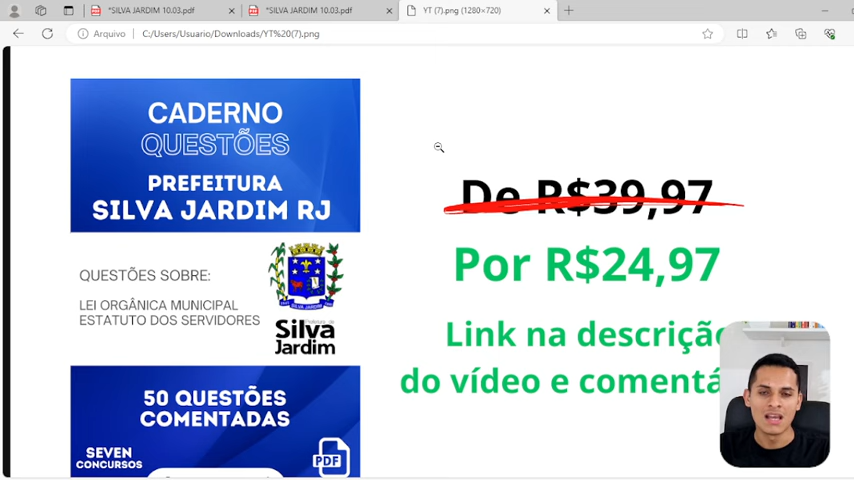 *SILVA JARDIM 10.03.pdf
*SILVA JARDIM 10.03.pdf
YT (7).png (1280×720)
Arquivo
C:/Users/Usuario/Downloads/YT%20(7).png
CADERNO
QUESTÕES
PREFEITURA
SILVA JARDIM RJ
QUESTÕES SOBRE:
LEI ORGÂNICA MUNICIPAL
ESTATUTO DOS SERVIDORES
Silva
Jardim
50 QUESTÕES
COMENTADAS
SEVEN
CONCURSOS
PDF
De R$39,97
Por R$24,97
Link na descrição
do vídeo e comentá